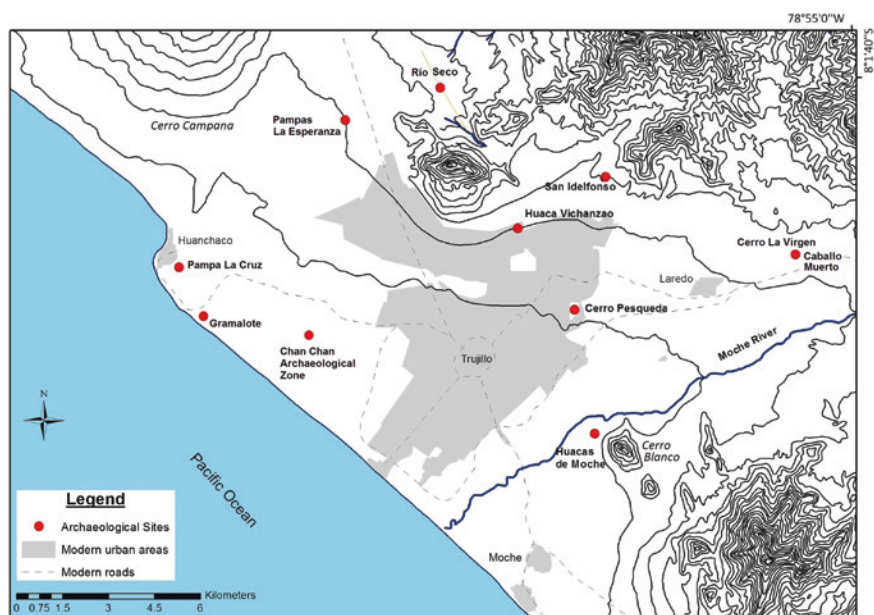 78°55'0''W
8°1'40''S
Río Seco
Cerro Campana
Pampas
La Esperanza
San Idelfonso
Huaca Vichanzao
Huanchaco
Cerro La Virgen
Caballo
Muerto
Pampa La Cruz
Laredo
Gramalote
Cerro Pesqueda
Chan Chan
Archaeological
Zone
Trujillo
Moche River
Huacas
de Moche
Cerro
Blanco
Pacific Ocean
N
Moche
Legend
Archaeological Sites
Modern urban areas
Modern roads
Kilometers
0 0.75 1.5 3 4.5 6